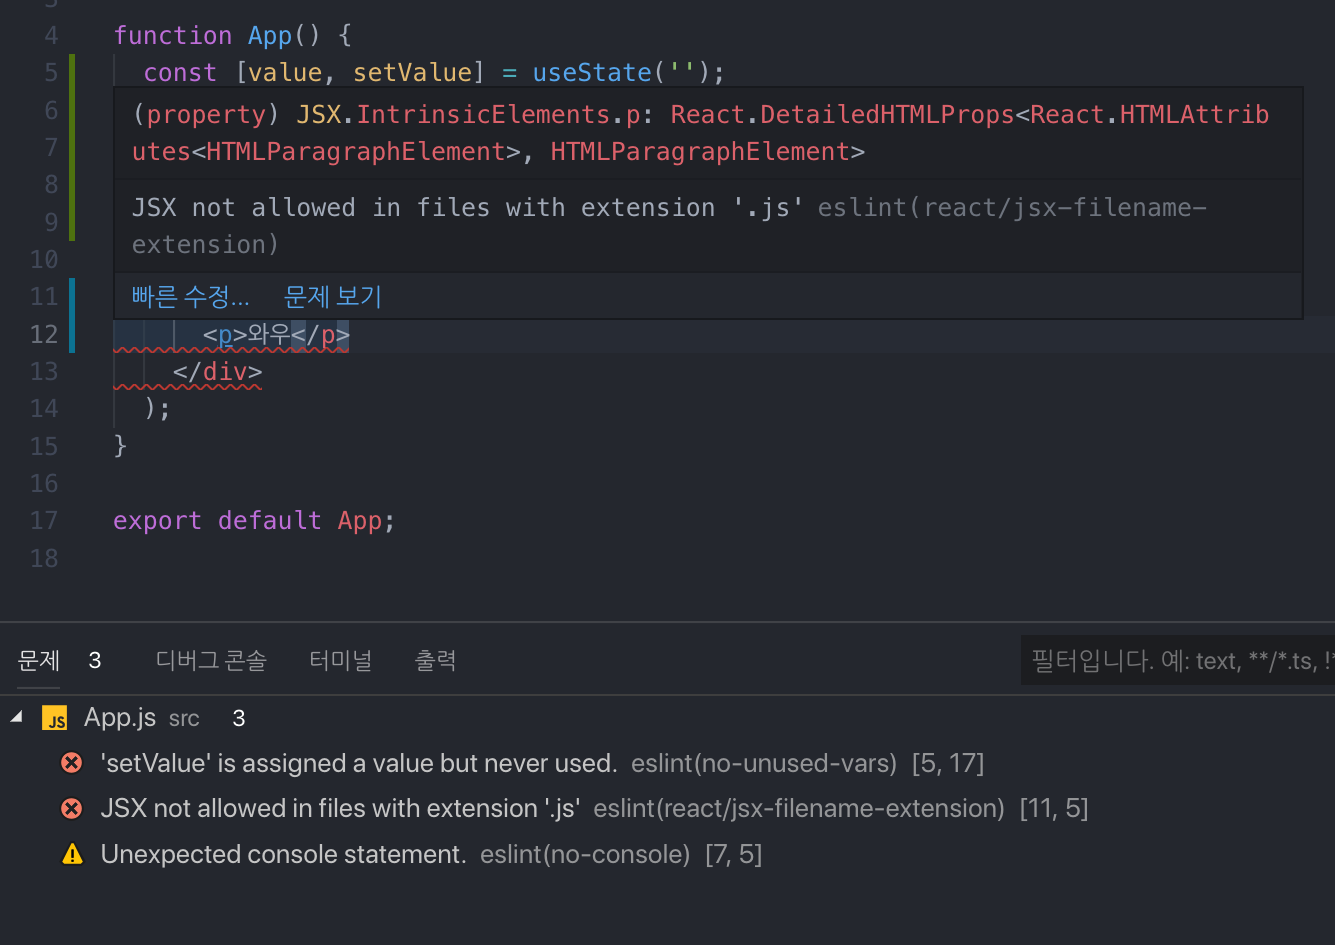 3
4 function App() {
5 const [value, setValue] = useState('');
6 (property) JSX.IntrinsicElements.p: React.DetailedHTMLProps<React.HTMLAttrib
7 utes<HTMLParagraphElement>, HTMLParagraphElement>
8
9 JSX not allowed in files with extension '.js' eslint(react/jsx-filename-
10 extension)
11 빠른 수정... 문제 보기
12 <p>와우</p>
13 </div>
14 );
15 }
16
17 export default App;
18
문제 3 디버그 콘솔 터미널 출력 필터입니다. 예: text, **/*.ts, !*
JS App.js src 3
'setValue' is assigned a value but never used. eslint(no-unused-vars) [5, 17]
JSX not allowed in files with extension '.js' eslint(react/jsx-filename-extension) [11, 5]
Unexpected console statement. eslint(no-console) [7, 5]